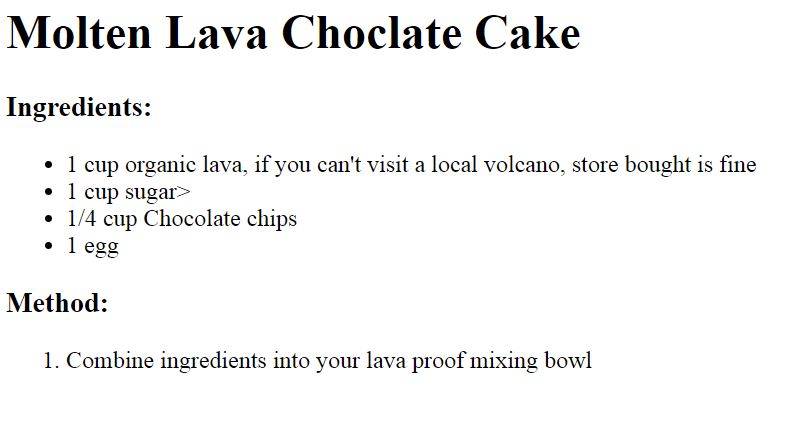 Molten Lava Choclate Cake
Ingredients:
• 1 cup organic lava, if you can't visit a local volcano, store bought is fine
• 1 cup sugar>
• 1/4 cup Chocolate chips
• 1 egg
Method:
1. Combine ingredients into your lava proof mixing bowl